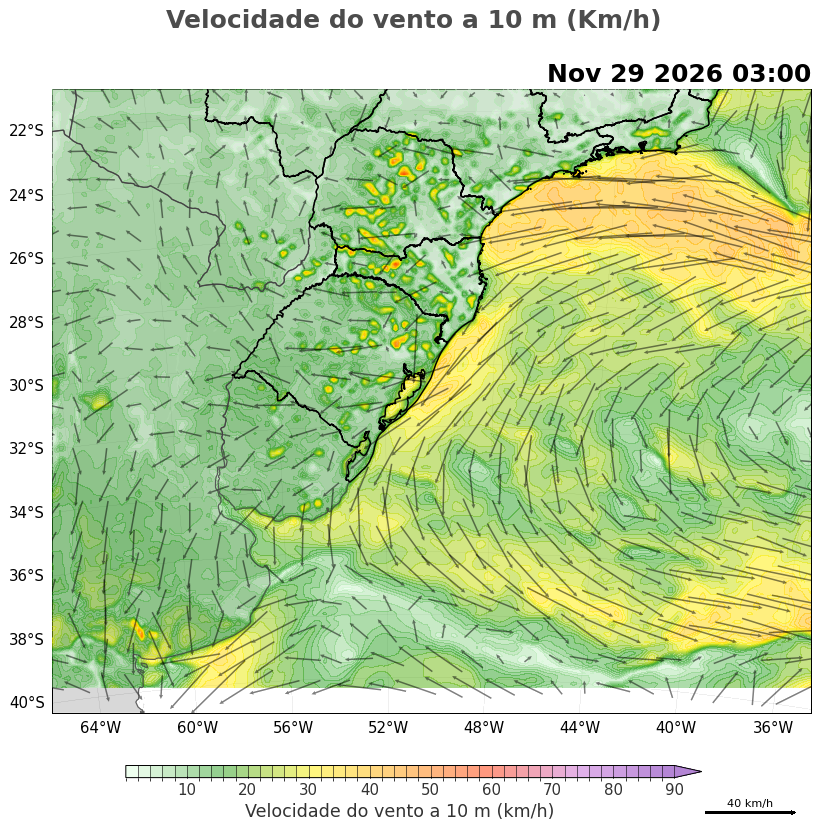 Velocidade do vento a 10 m (Km/h)
Nov 29 2026 03:00
22°S
24°S
26°S
28°S
30°S
32°S
34°S
36°S
38°S
40°S
64°W 60°W 56°W 52°W 48°W 44°W 40°W 36°W
10 20 30 40 50 60 70 80 90
Velocidade do vento a 10 m (km/h)
40 km/h